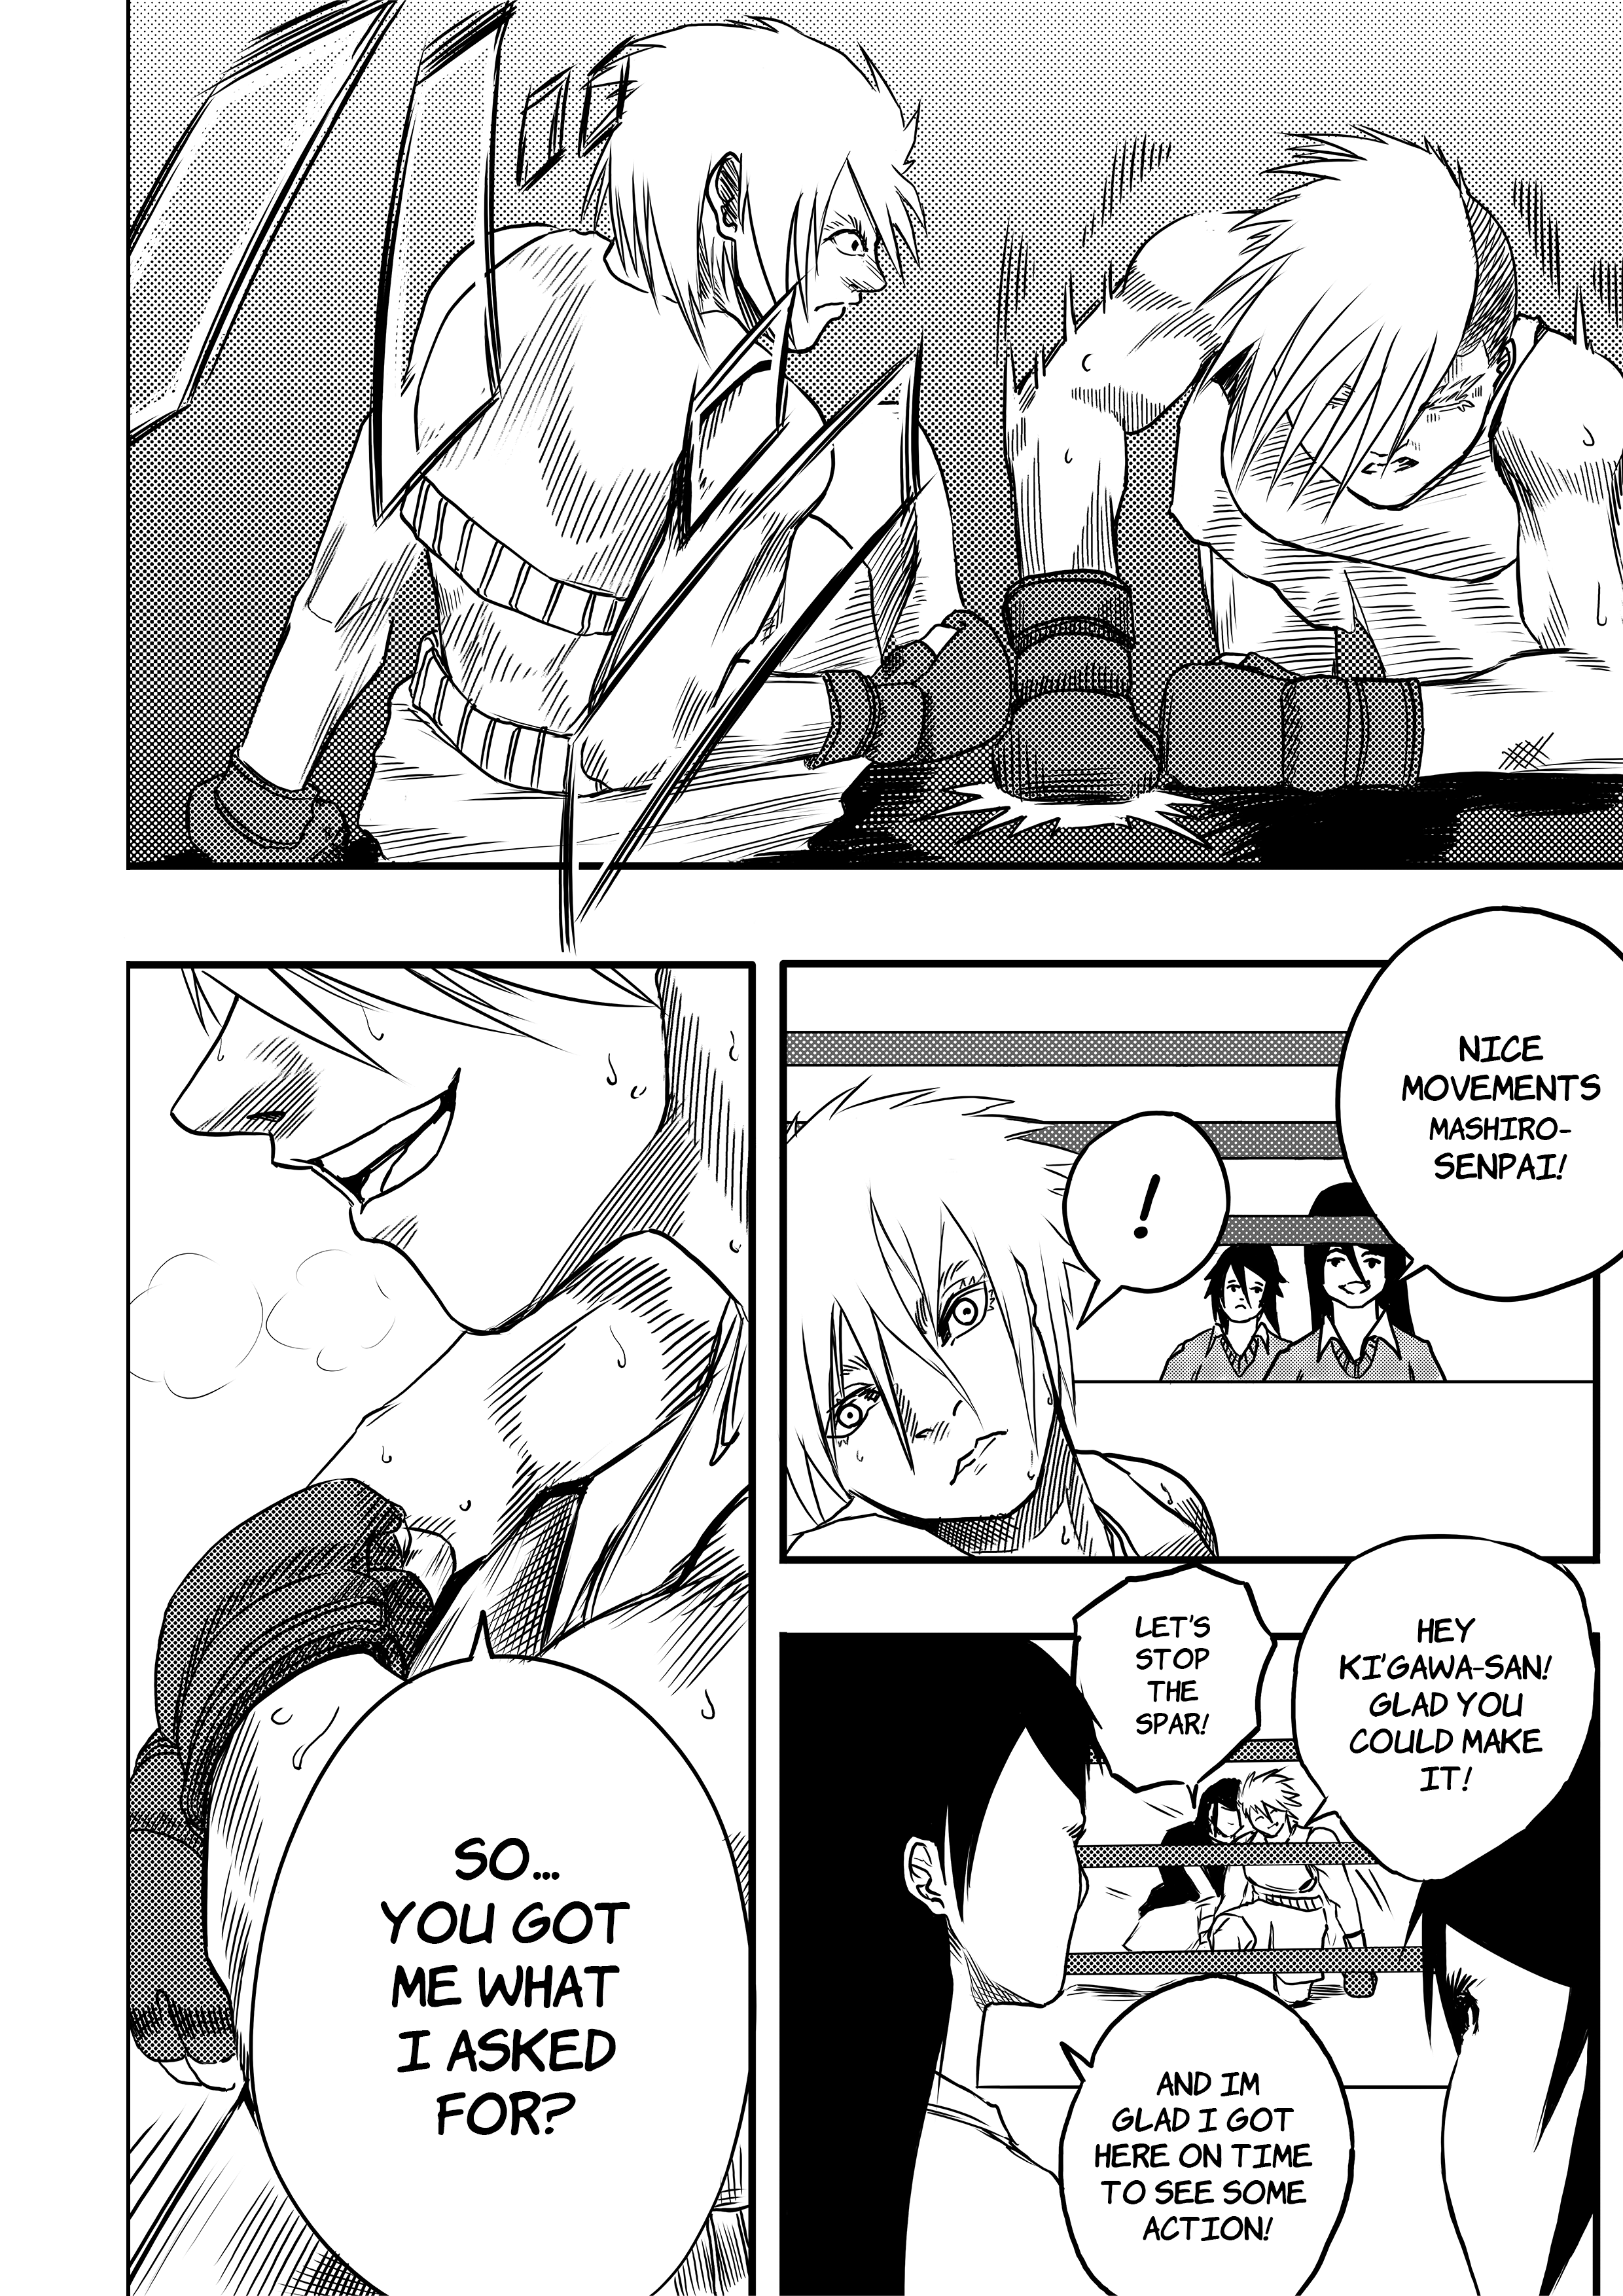 NICE
MOVEMENTS
MASHIRO-
SENPAI!
!
HEY
KI'GAWA-SAN!
GLAD YOU
COULD MAKE
IT!
LET'S
STOP
THE
SPAR!
AND IM
GLAD I GOT
HERE ON TIME
TO SEE SOME
ACTION!
SO...
YOU GOT
ME WHAT
I ASKED
FOR?